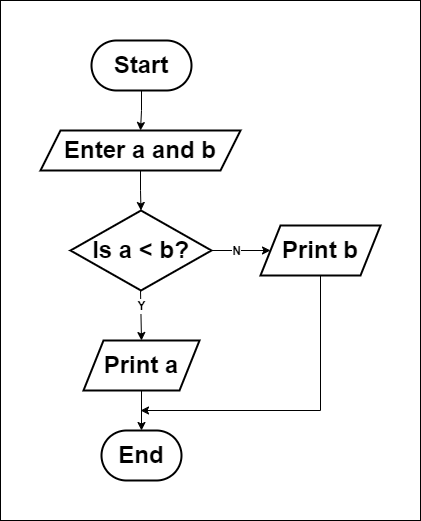 Start
Enter a and b
Is a < b?
N
Print b
Y
Print a
End